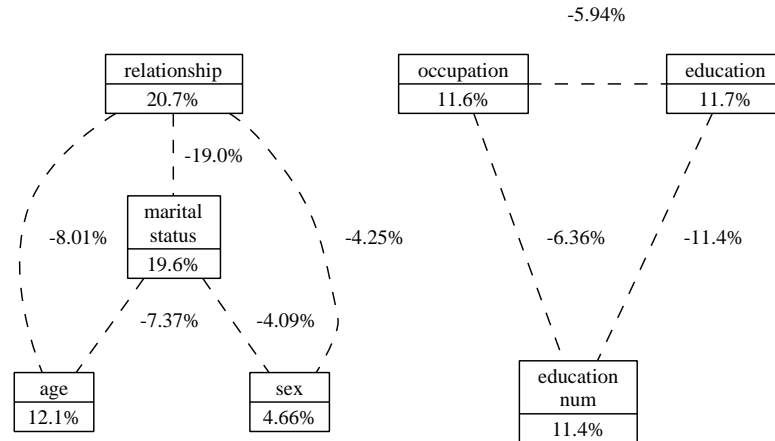 -5.94%
relationship
20.7%
occupation
11.6%
education
11.7%
-19.0%
marital
status
19.6%
-8.01%
-4.25%
-6.36%
-11.4%
-7.37%
-4.09%
age
12.1%
sex
4.66%
education
num
11.4%